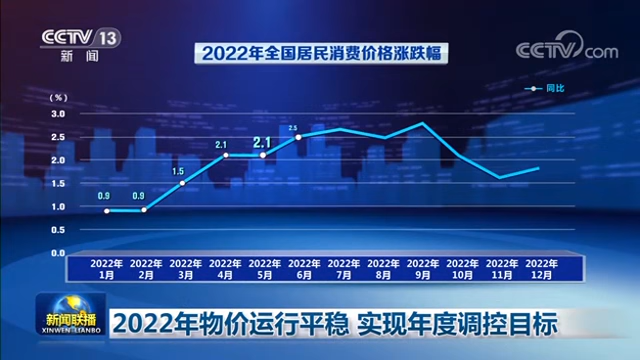 CCTV 13
新闻
2022年全国居民消费价格涨跌幅
CCTV.com
同比
(%)
3.0
2.5
2.0
1.5
1.0
0.5
0.0
0.9
0.9
1.5
2.1
2.1
2.5
2022年 2022年 2022年 2022年 2022年 2022年 2022年 2022年 2022年 2022年 2022年 2022年
1月 2月 3月 4月 5月 6月 7月 8月 9月 10月 11月 12月
新闻联播
XINWEN LIANBO
2022年物价运行平稳 实现年度调控目标